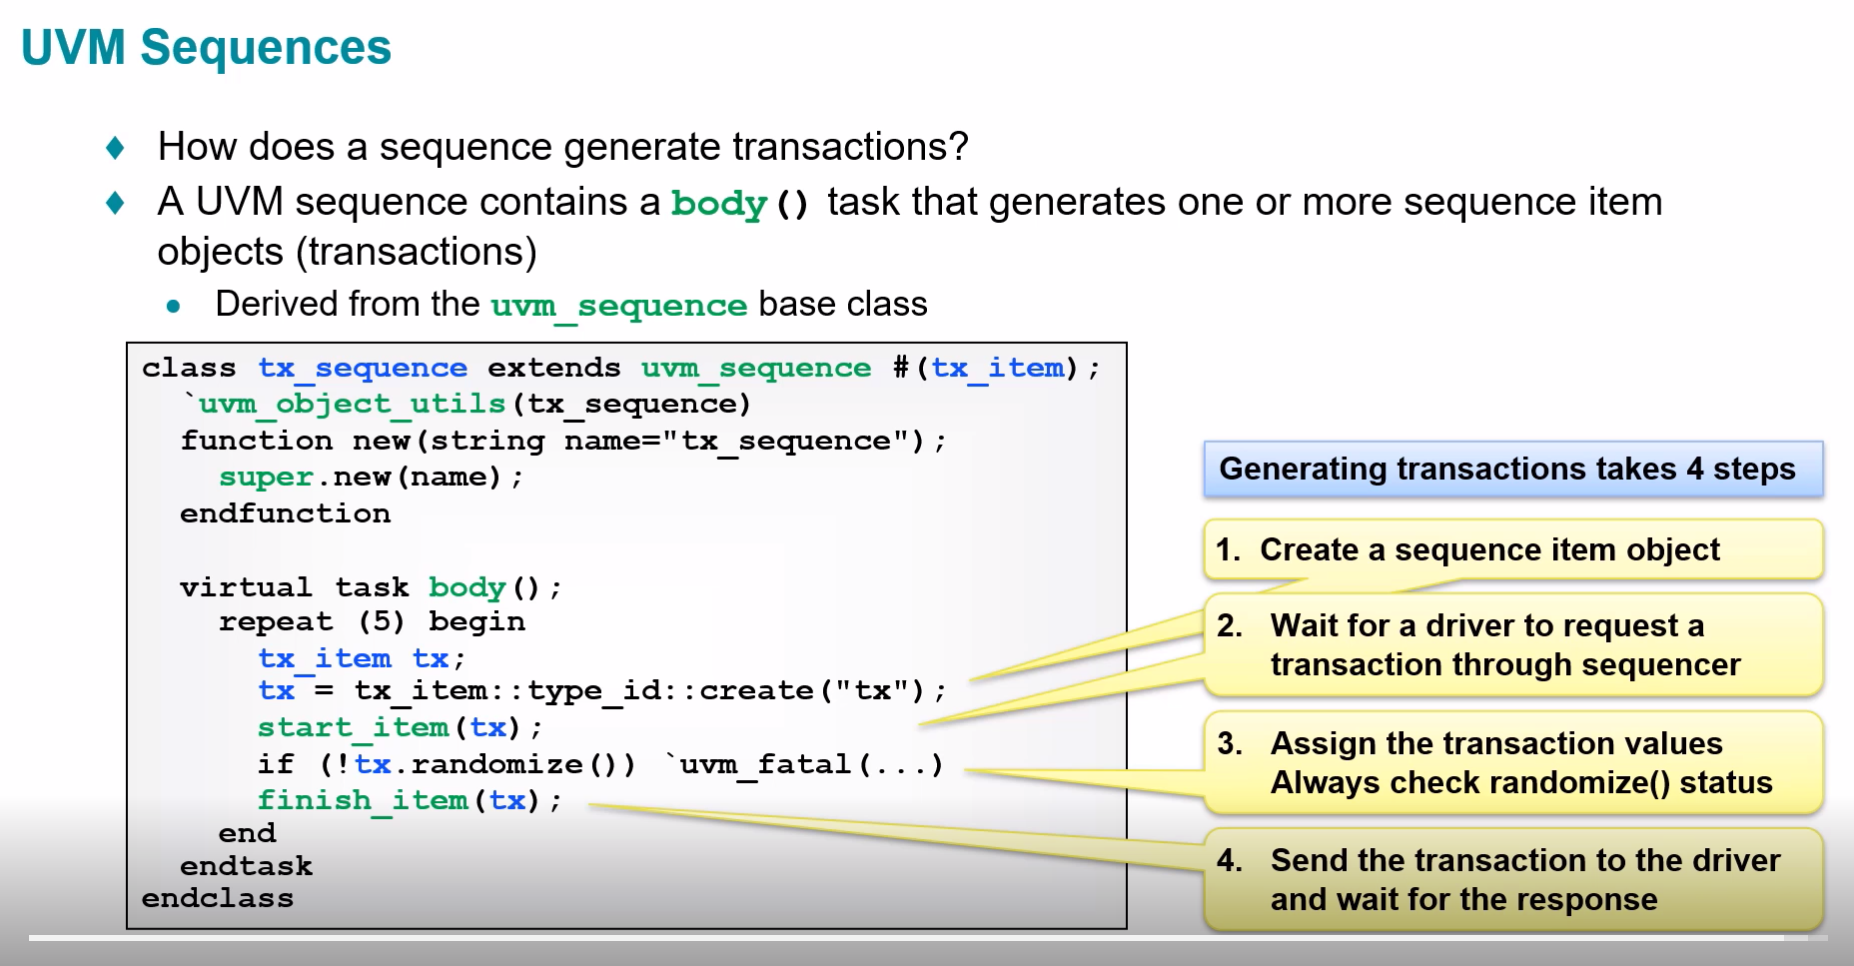 UVM Sequences
How does a sequence generate transactions?
A UVM sequence contains a body() task that generates one or more sequence item
objects (transactions)
Derived from the uvm_sequence base class
class tx_sequence extends uvm_sequence #(tx_item);
`uvm_object_utils(tx_sequence)
function new(string name="tx_sequence");
super.new(name);
endfunction
virtual task body();
repeat (5) begin
tx_item tx;
tx = tx_item::type_id::create("tx");
start_item(tx);
if (!tx.randomize()) `uvm_fatal(...)
finish_item(tx);
end
endtask
endclass
Generating transactions takes 4 steps
1. Create a sequence item object
2. Wait for a driver to request a
transaction through sequencer
3. Assign the transaction values
Always check randomize() status
4. Send the transaction to the driver
and wait for the response